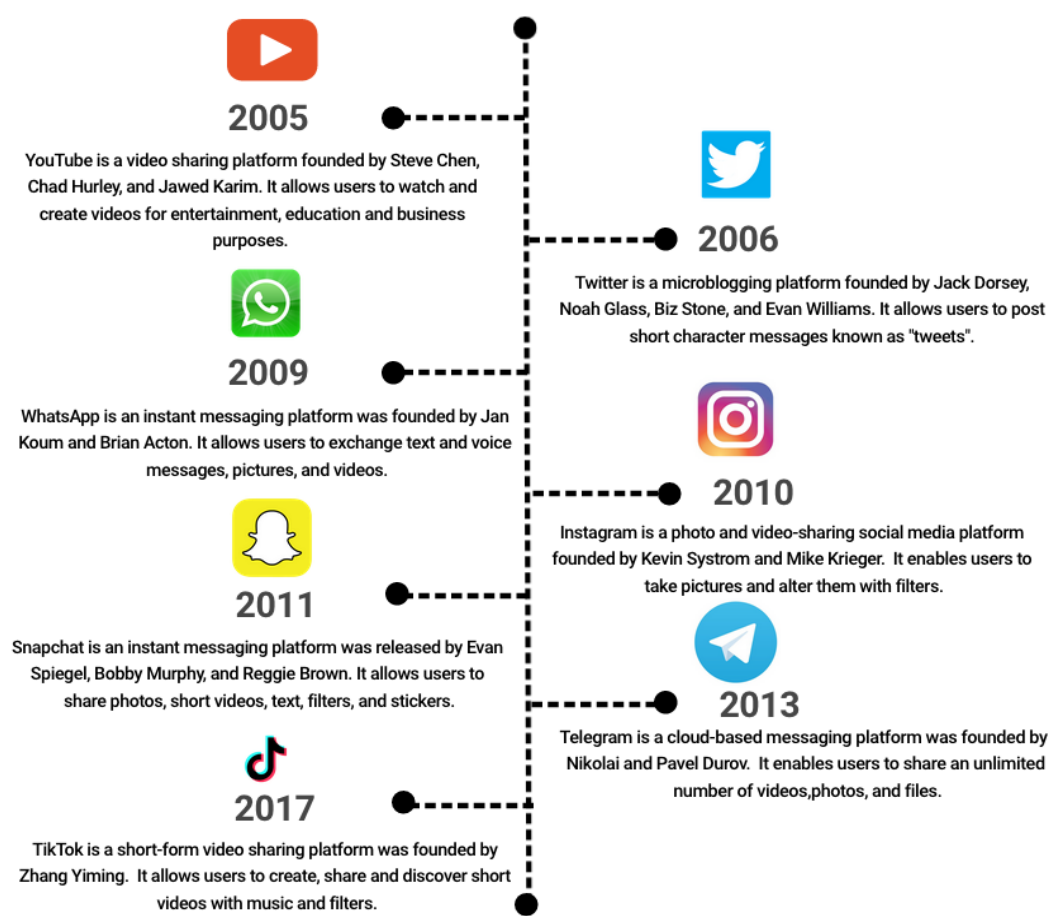 2005
YouTube is a video sharing platform founded by Steve Chen,
Chad Hurley, and Jawed Karim. It allows users to watch and
create videos for entertainment, education and business
purposes.
2006
Twitter is a microblogging platform founded by Jack Dorsey,
Noah Glass, Biz Stone, and Evan Williams. It allows users to post
short character messages known as "tweets".
2009
WhatsApp is an instant messaging platform was founded by Jan
Koum and Brian Acton. It allows users to exchange text and voice
messages, pictures, and videos.
2010
Instagram is a photo and video-sharing social media platform
founded by Kevin Systrom and Mike Krieger.  It enables users to
take pictures and alter them with filters.
2011
Snapchat is an instant messaging platform was released by Evan
Spiegel, Bobby Murphy, and Reggie Brown. It allows users to
share photos, short videos, text, filters, and stickers.
2013
Telegram is a cloud-based messaging platform was founded by
Nikolai and Pavel Durov.  It enables users to share an unlimited
number of videos,photos, and files.
2017
TikTok is a short-form video sharing platform was founded by
Zhang Yiming.  It allows users to create, share and discover short
videos with music and filters.